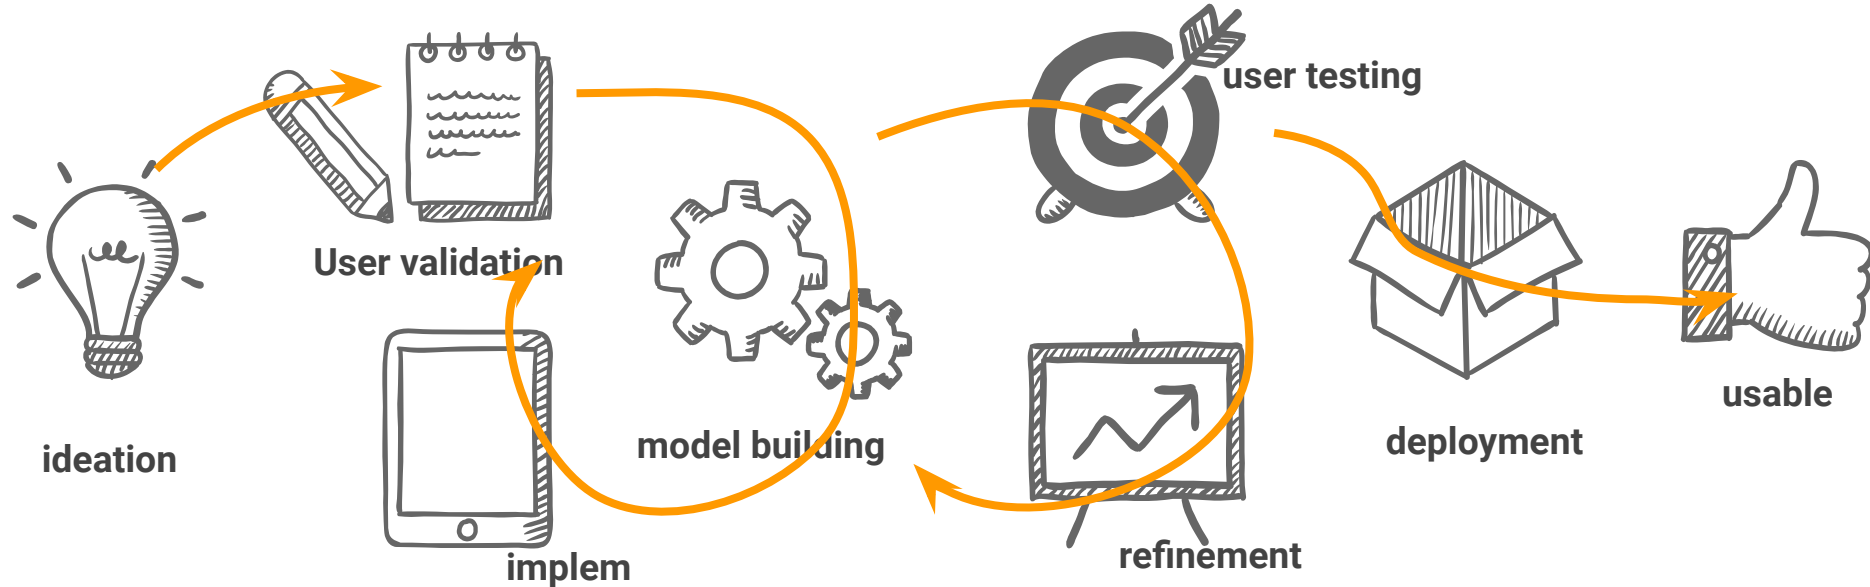 ideation
User validation
implem
model building
user testing
refinement
deployment
usable